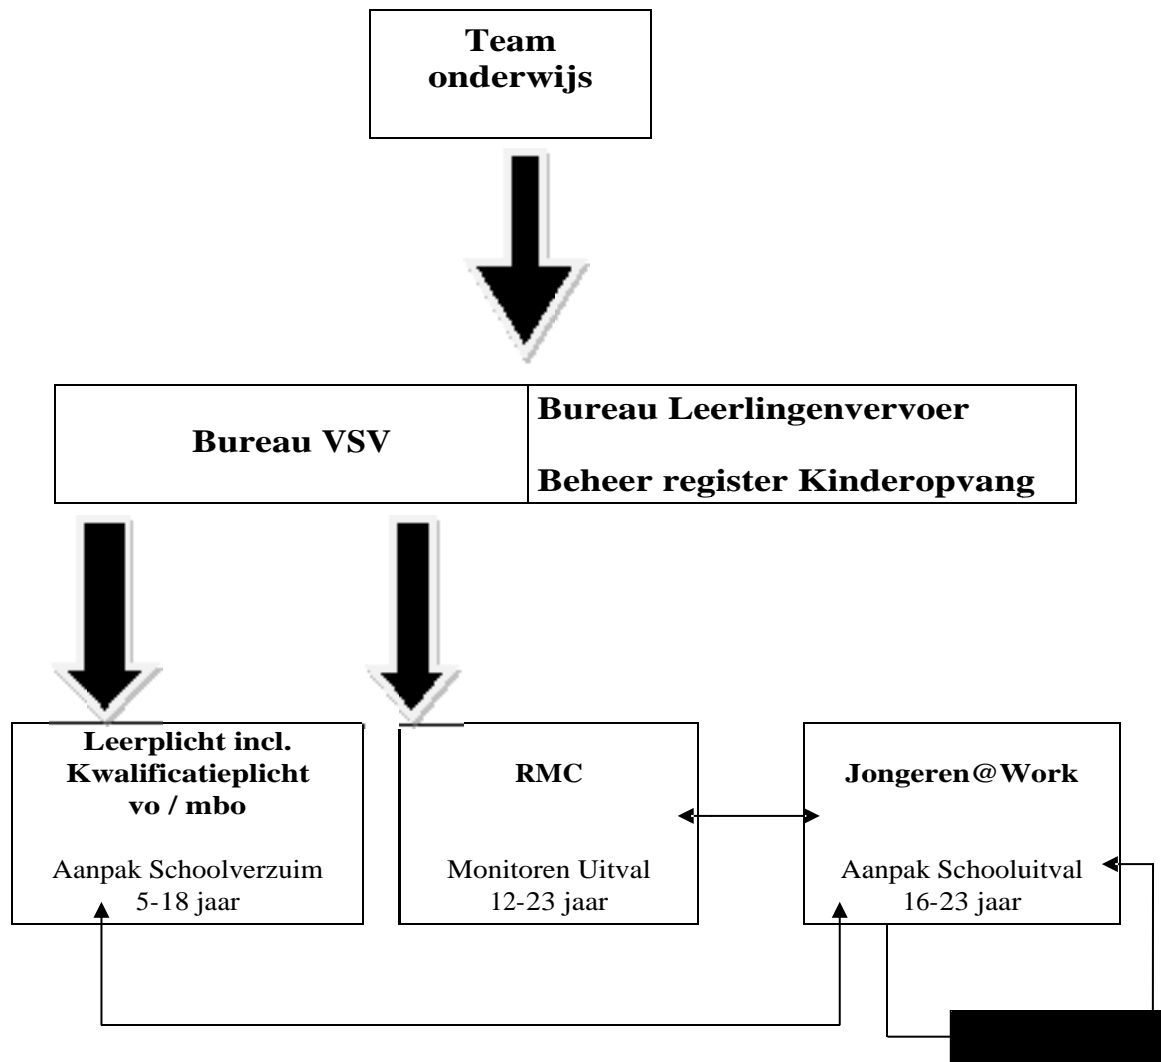 Team
onderwijs
Bureau VSV
Bureau Leerlingenvervoer
Beheer register Kinderopvang
Leerplicht incl.
Kwalificatieplicht
vo / mbo
Aanpak Schoolverzuim
5-18 jaar
RMC
Monitoren Uitval
12-23 jaar
Jongeren@Work
Aanpak Schooluitval
16-23 jaar